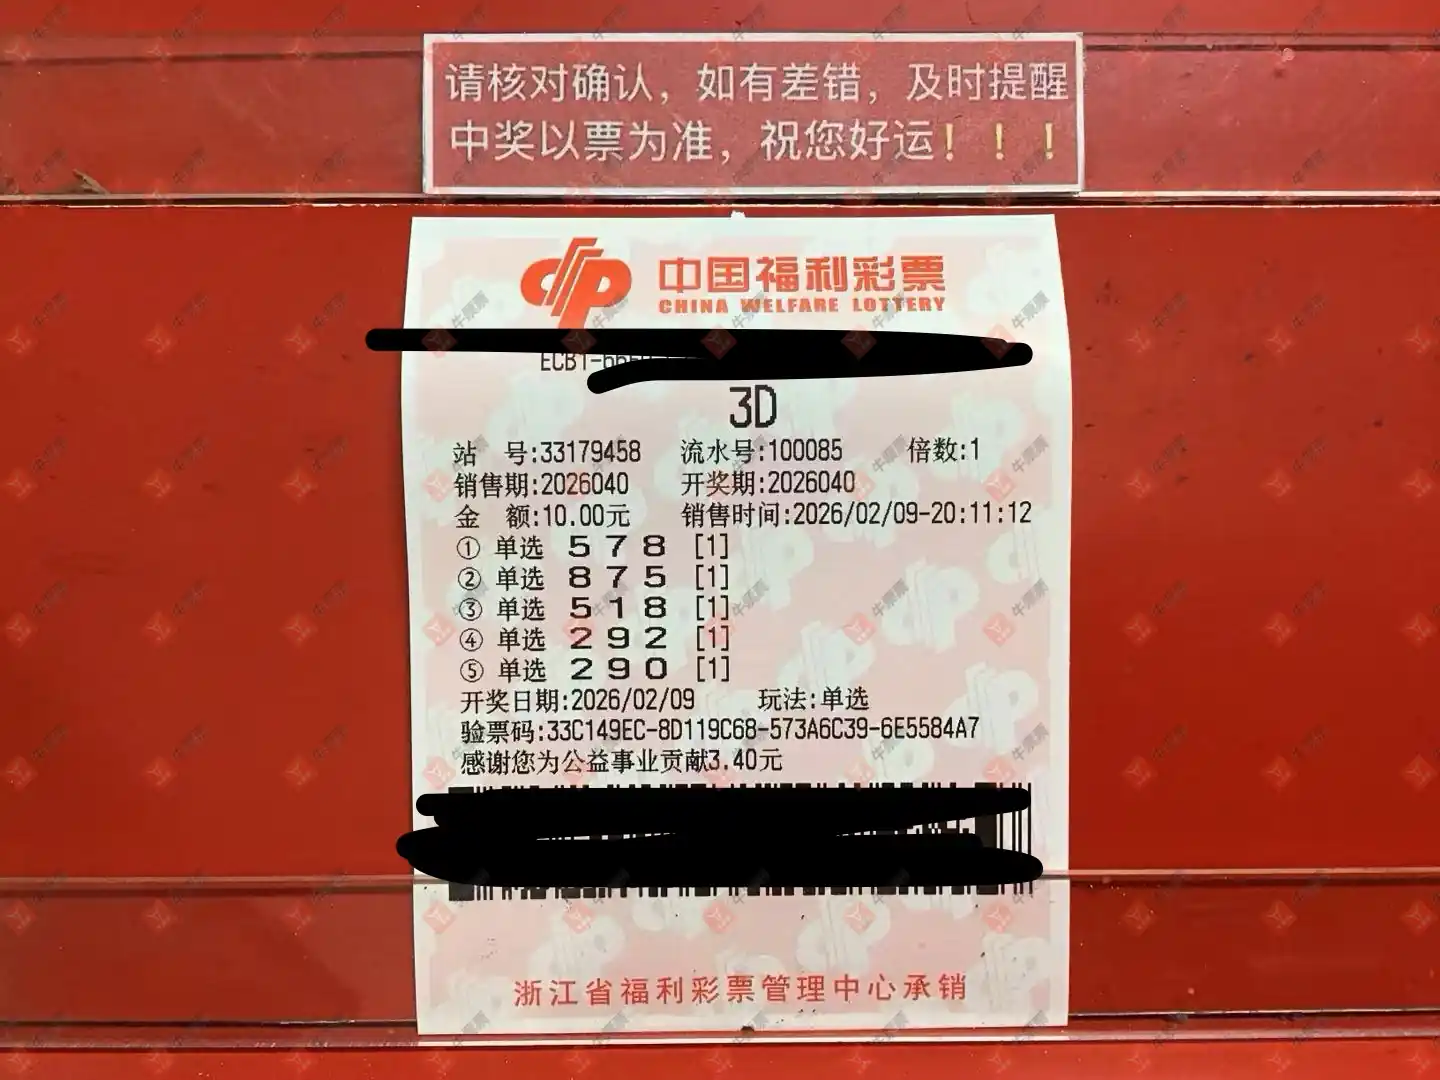 请核对确认，如有差错，及时提醒
中奖以票为准，祝您好运！！！
中国福利彩票
CHINA WELFARE LOTTERY
3D
站 号:33179458 流水号:100085 倍数:1
销售期:2026040 开奖期:2026040
金 额:10.00元 销售时间:2026/02/09-20:11:12
① 单选 5 7 8 [1]
② 单选 8 7 5 [1]
③ 单选 5 1 8 [1]
④ 单选 2 9 2 [1]
⑤ 单选 2 9 0 [1]
开奖日期:2026/02/09 玩法:单选
验票码:33C149EC-8D119C68-573A6C39-6E5584A7
感谢您为公益事业贡献3.40元
浙江省福利彩票管理中心承销